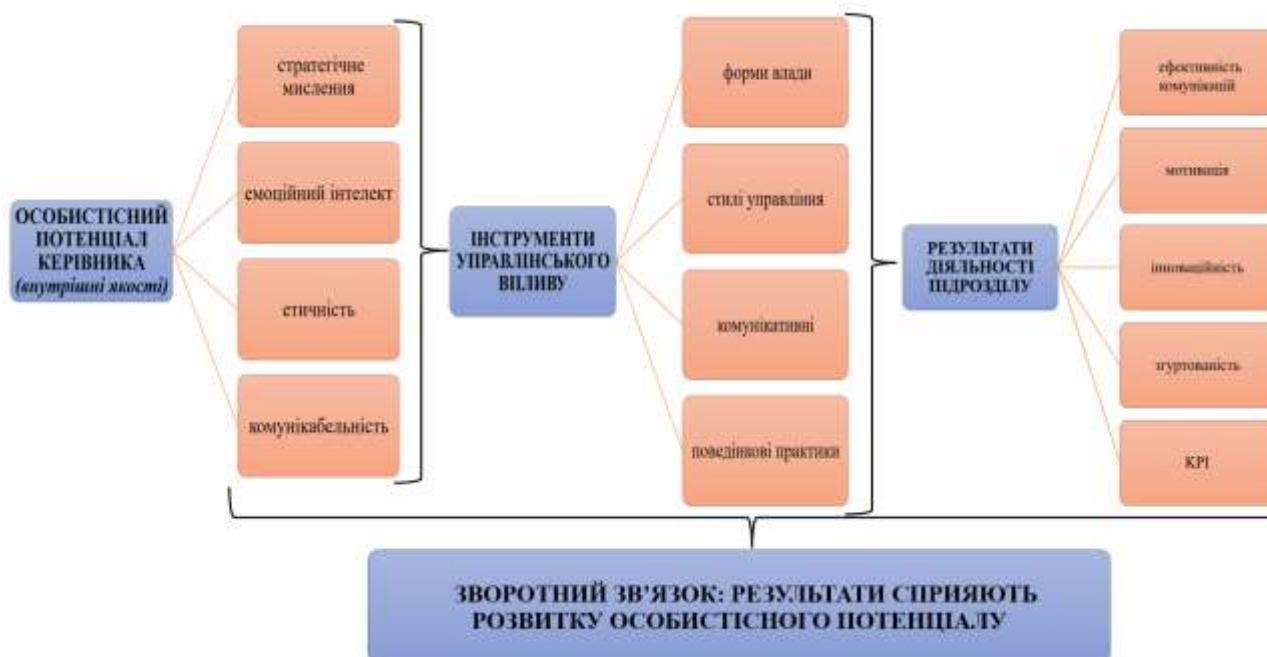 ОСОБИСТІСНИЙ
ПОТЕНЦІАЛ
КЕРІВНИКА
(внутрішні якості)
стратегічне
мислення
емоційний інтелект
етичність
комунікабельність
ІНСТРУМЕНТИ
УПРАВЛІНСЬКОГО
ВПЛИВУ
форми влади
стилі управління
комунікативні
поведінкові практики
РЕЗУЛЬТАТИ
ДІЯЛЬНОСТІ
ПІДРОЗДІЛУ
ефективність
комунікацій
мотивація
інноваційність
згуртованість
KPI
ЗВОРОТНИЙ ЗВ’ЯЗОК: РЕЗУЛЬТАТИ СПРИЯЮТЬ
РОЗВИТКУ ОСОБИСТІСНОГО ПОТЕНЦІАЛУ